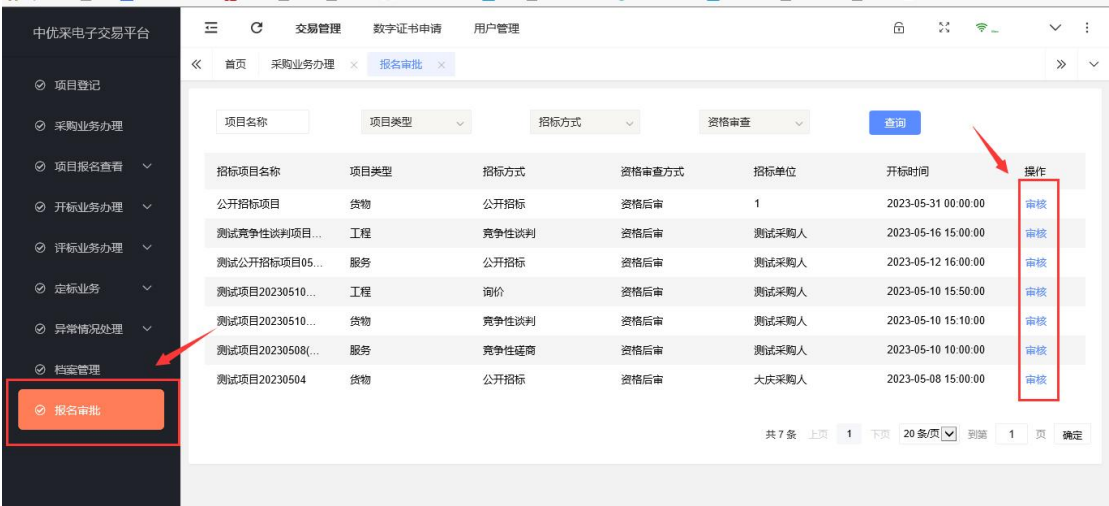 中优采电子交易平台
交易管理 数字证书申请 用户管理
首页 采购业务办理 × 报名审批 ×
项目登记
采购业务办理
项目报名查看
开标业务办理
评标业务办理
定标业务
异常情况处理
档案管理
报名审批
项目名称 项目类型 招标方式 资格审查 查询
招标项目名称 项目类型 招标方式 资格审查方式 招标单位 开标时间 操作
公开招标项目 货物 公开招标 资格后审 1 2023-05-31 00:00:00 审核
测试竞争性谈判项目... 工程 竞争性谈判 资格后审 测试采购人 2023-05-16 15:00:00 审核
测试公开招标项目05... 服务 公开招标 资格后审 测试采购人 2023-05-12 16:00:00 审核
测试项目20230510... 工程 询价 资格后审 测试采购人 2023-05-10 15:50:00 审核
测试项目20230510... 货物 竞争性谈判 资格后审 测试采购人 2023-05-10 15:10:00 审核
测试项目20230508(... 服务 竞争性磋商 资格后审 测试采购人 2023-05-10 10:00:00 审核
测试项目20230504 货物 公开招标 资格后审 大庆采购人 2023-05-08 15:00:00 审核
共 7 条 上页 1 下页 20 条/页 到第 1 页 确定